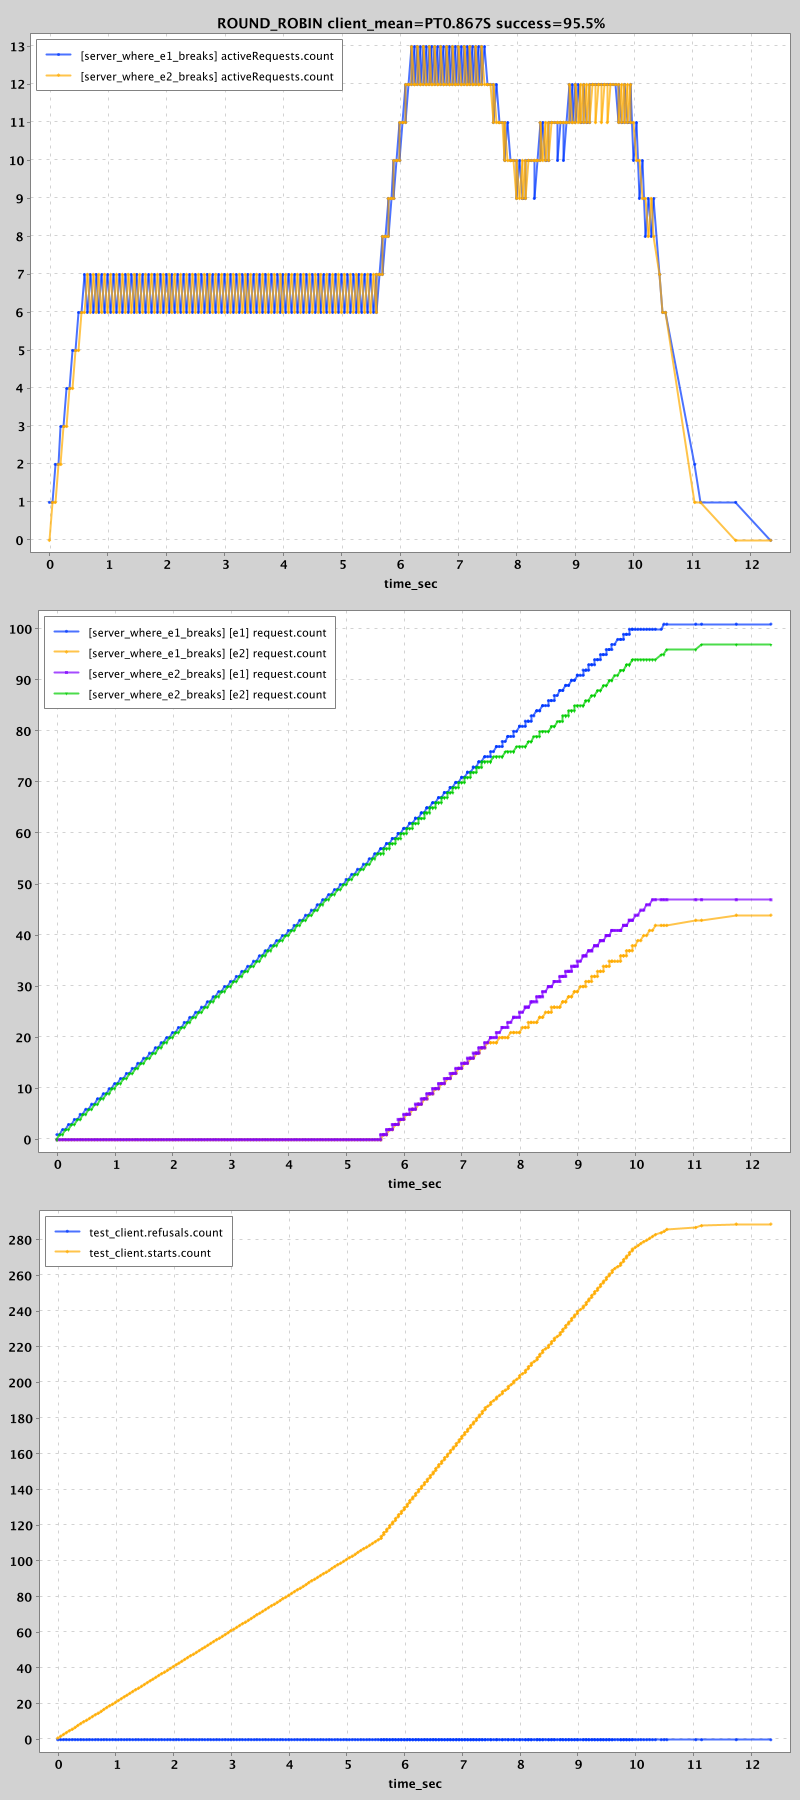 ROUND_ROBIN client_mean=PT0.867S success=95.5%
[server_where_e1_breaks] activeRequests.count
[server_where_e2_breaks] activeRequests.count
13
12
11
10
9
8
7
6
5
4
3
2
1
0
0 1 2 3 4 5 6 7 8 9 10 11 12
time_sec
[server_where_e1_breaks] [e1] request.count
[server_where_e1_breaks] [e2] request.count
[server_where_e2_breaks] [e1] request.count
[server_where_e2_breaks] [e2] request.count
100
90
80
70
60
50
40
30
20
10
0
0 1 2 3 4 5 6 7 8 9 10 11 12
time_sec
test_client.refusals.count
test_client.starts.count
280
260
240
220
200
180
160
140
120
100
80
60
40
20
0
0 1 2 3 4 5 6 7 8 9 10 11 12
time_sec